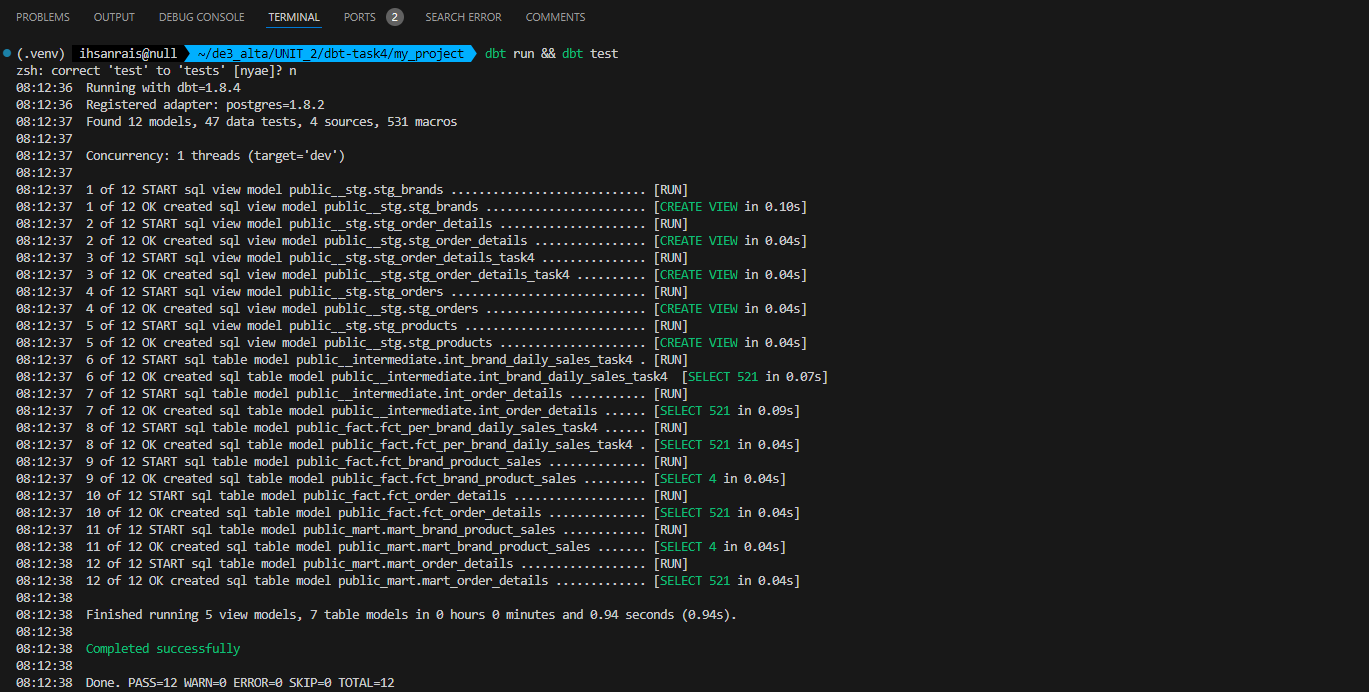 PROBLEMS OUTPUT DEBUG CONSOLE TERMINAL PORTS 2 SEARCH ERROR COMMENTS
(.venv) ihsanrais@null ~/de3_alta/UNIT_2/dbt-task4/my_project dbt run && dbt test
zsh: correct 'test' to 'tests' [nyae]? n
08:12:36 Running with dbt=1.8.4
08:12:36 Registered adapter: postgres=1.8.2
08:12:37 Found 12 models, 47 data tests, 4 sources, 531 macros
08:12:37
08:12:37 Concurrency: 1 threads (target='dev')
08:12:37
08:12:37 1 of 12 START sql view model public__stg.stg_brands ............................ [RUN]
08:12:37 1 of 12 OK created sql view model public__stg.stg_brands ....................... [CREATE VIEW in 0.10s]
08:12:37 2 of 12 START sql view model public__stg.stg_order_details ..................... [RUN]
08:12:37 2 of 12 OK created sql view model public__stg.stg_order_details ................ [CREATE VIEW in 0.04s]
08:12:37 3 of 12 START sql view model public__stg.stg_order_details_task4 ............... [RUN]
08:12:37 3 of 12 OK created sql view model public__stg.stg_order_details_task4 .......... [CREATE VIEW in 0.04s]
08:12:37 4 of 12 START sql view model public__stg.stg_orders ............................ [RUN]
08:12:37 4 of 12 OK created sql view model public__stg.stg_orders ....................... [CREATE VIEW in 0.04s]
08:12:37 5 of 12 START sql view model public__stg.stg_products .......................... [RUN]
08:12:37 5 of 12 OK created sql view model public__stg.stg_products ..................... [CREATE VIEW in 0.04s]
08:12:37 6 of 12 START sql table model public__intermediate.int_brand_daily_sales_task4 . [RUN]
08:12:37 6 of 12 OK created sql table model public__intermediate.int_brand_daily_sales_task4 [SELECT 521 in 0.07s]
08:12:37 7 of 12 START sql table model public__intermediate.int_order_details ........... [RUN]
08:12:37 7 of 12 OK created sql table model public__intermediate.int_order_details ...... [SELECT 521 in 0.09s]
08:12:37 8 of 12 START sql table model public_fact.fct_per_brand_daily_sales_task4 ...... [RUN]
08:12:37 8 of 12 OK created sql table model public_fact.fct_per_brand_daily_sales_task4 . [SELECT 521 in 0.04s]
08:12:37 9 of 12 START sql table model public_fact.fct_brand_product_sales .............. [RUN]
08:12:37 9 of 12 OK created sql table model public_fact.fct_brand_product_sales ......... [SELECT 4 in 0.04s]
08:12:37 10 of 12 START sql table model public_fact.fct_order_details ................... [RUN]
08:12:37 10 of 12 OK created sql table model public_fact.fct_order_details .............. [SELECT 521 in 0.04s]
08:12:37 11 of 12 START sql table model public_mart.mart_brand_product_sales ............ [RUN]
08:12:38 11 of 12 OK created sql table model public_mart.mart_brand_product_sales ....... [SELECT 4 in 0.04s]
08:12:38 12 of 12 START sql table model public_mart.mart_order_details .................. [RUN]
08:12:38 12 of 12 OK created sql table model public_mart.mart_order_details ............. [SELECT 521 in 0.04s]
08:12:38
08:12:38 Finished running 5 view models, 7 table models in 0 hours 0 minutes and 0.94 seconds (0.94s).
08:12:38
08:12:38 Completed successfully
08:12:38
08:12:38 Done. PASS=12 WARN=0 ERROR=0 SKIP=0 TOTAL=12